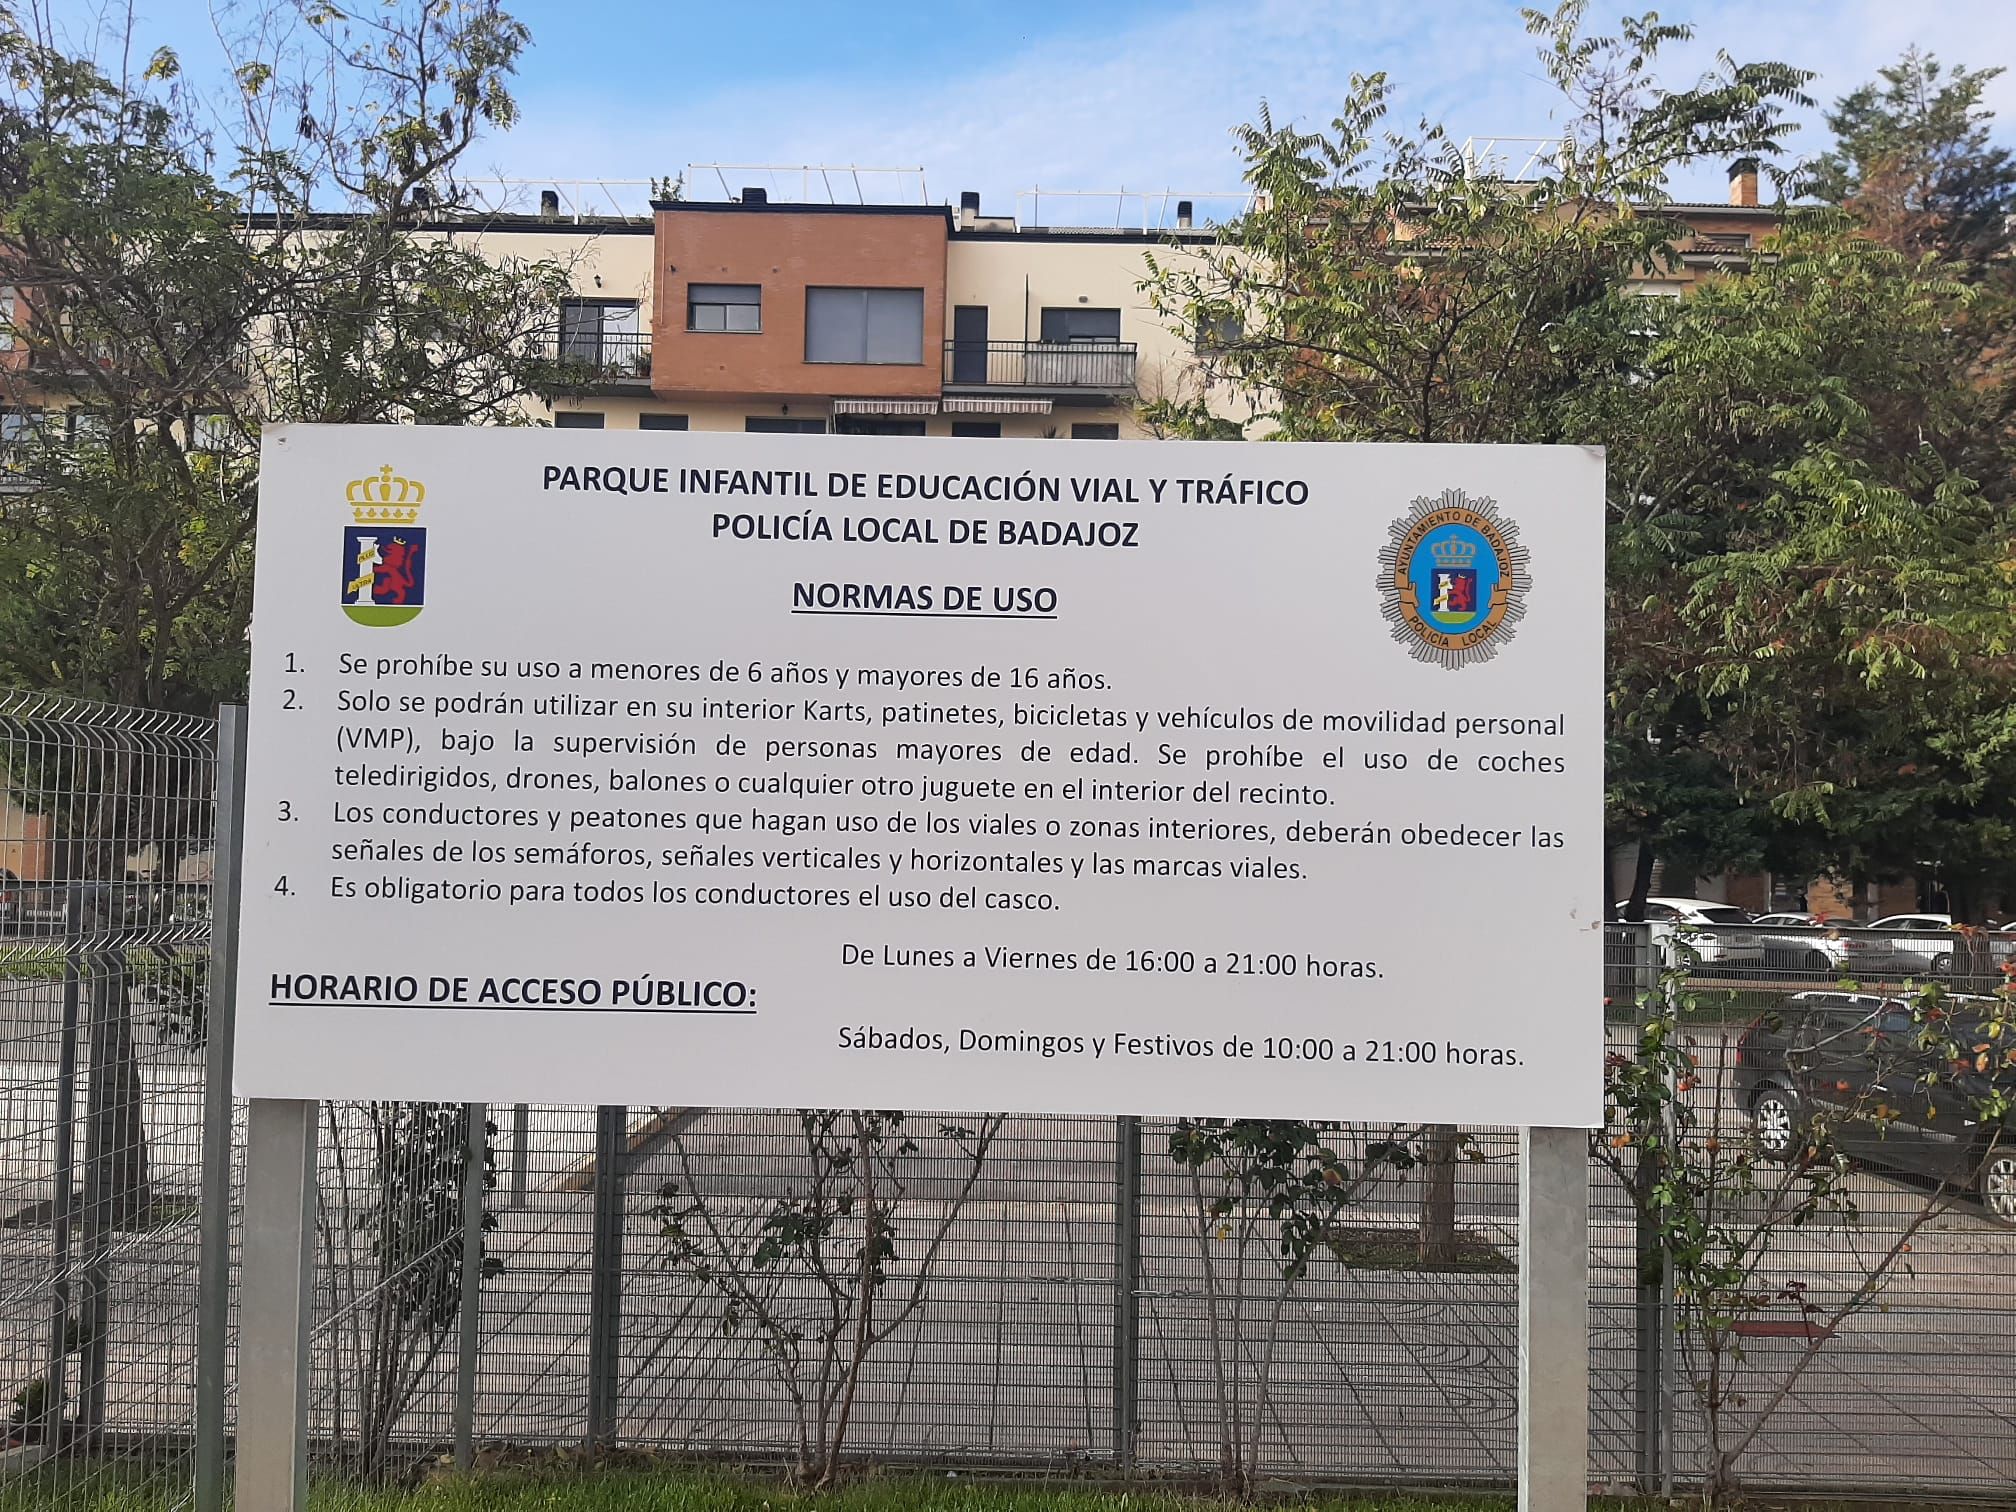 PARQUE INFANTIL DE EDUCACIÓN VIAL Y TRÁFICO
POLICÍA LOCAL DE BADAJOZ
NORMAS DE USO
PLUS
ULTRA
AYUNTAMIENTO DE BADAJOZ
POLICÍA LOCAL
1. Se prohíbe su uso a menores de 6 años y mayores de 16 años.
2. Solo se podrán utilizar en su interior Karts, patinetes, bicicletas y vehículos de movilidad personal
(VMP), bajo la supervisión de personas mayores de edad. Se prohíbe el uso de coches
teledirigidos, drones, balones o cualquier otro juguete en el interior del recinto.
3. Los conductores y peatones que hagan uso de los viales o zonas interiores, deberán obedecer las
señales de los semáforos, señales verticales y horizontales y las marcas viales.
4. Es obligatorio para todos los conductores el uso del casco.
HORARIO DE ACCESO PÚBLICO:
De Lunes a Viernes de 16:00 a 21:00 horas.
Sábados, Domingos y Festivos de 10:00 a 21:00 horas.